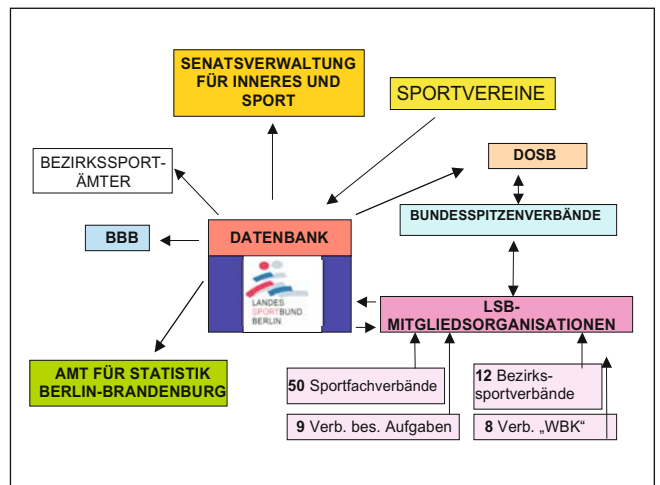 SENATSVERWALTUNG
FÜR INNERES UND
SPORT
SPORTVEREINE
BEZIRKSSPORT-
ÄMTER
DOSB
BBB
DATENBANK
BUNDESSPITZENVERBÄNDE
LANDES
SPORTBUND
BERLIN
LSB-
MITGLIEDSORGANISATIONEN
AMT FÜR STATISTIK
BERLIN-BRANDENBURG
50 Sportfachverbände
12 Bezirks-
sportverbände
9 Verb. bes. Aufgaben
8 Verb. „WBK“